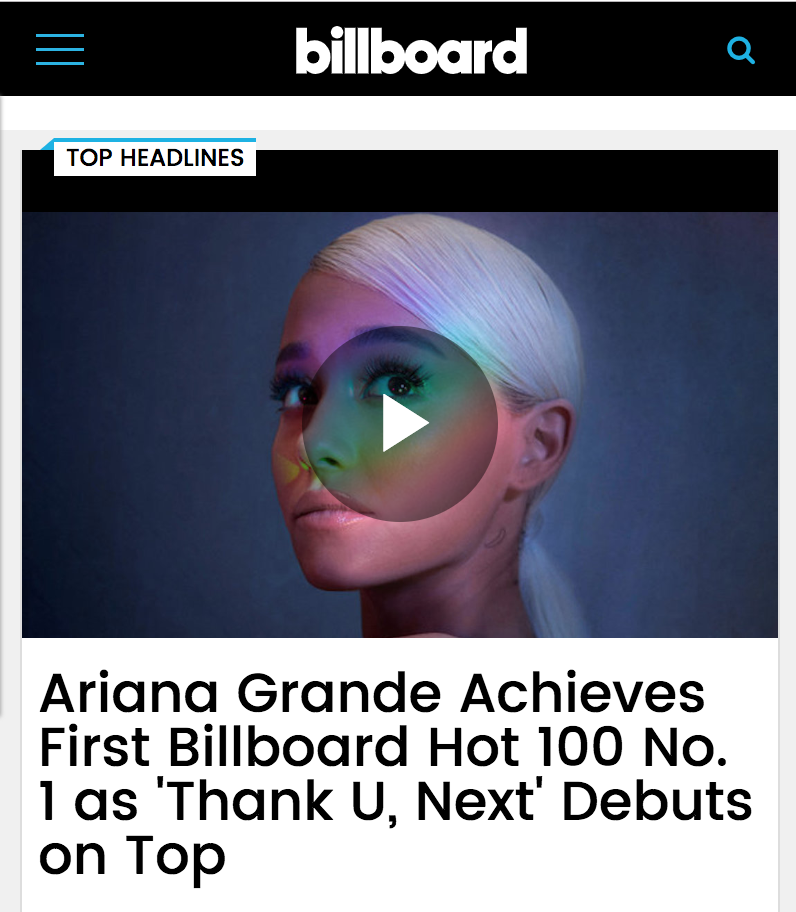 billboard
TOP HEADLINES
Ariana Grande Achieves
First Billboard Hot 100 No.
1 as 'Thank U, Next' Debuts
on Top